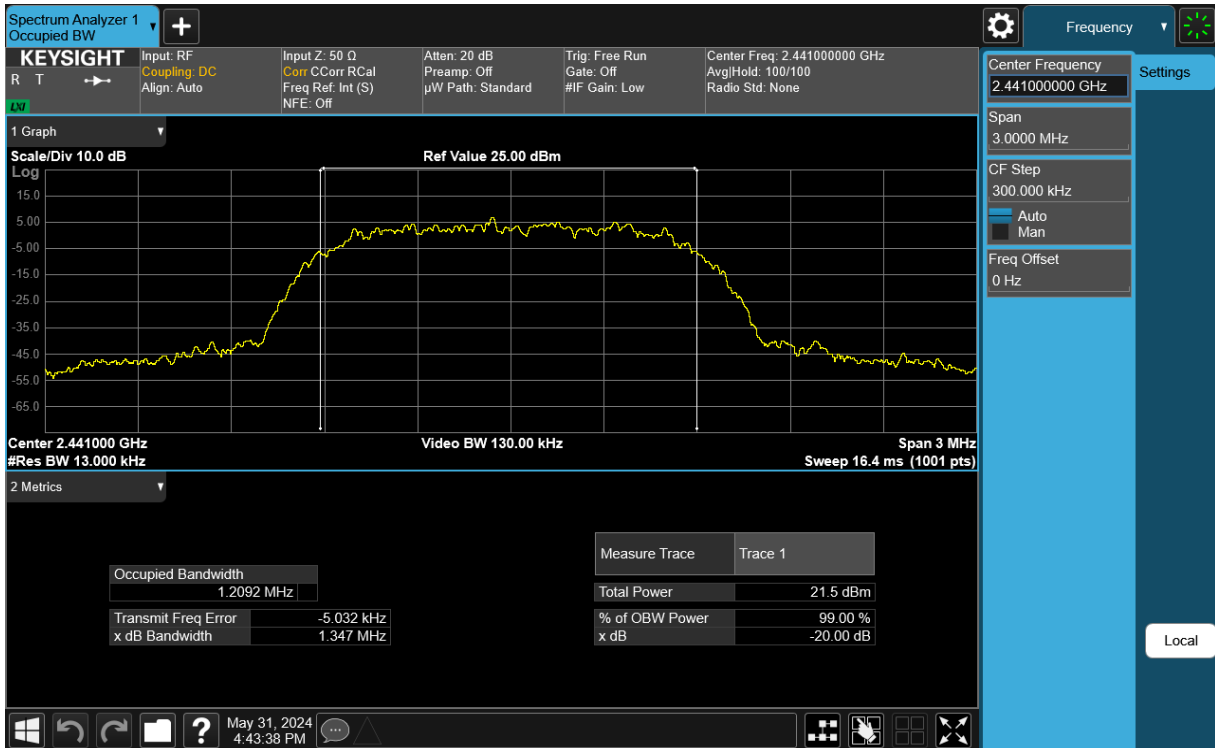 Spectrum Analyzer 1
Occupied BW
Frequency
KEYSIGHT
R T
LXI
Input: RF
Coupling: DC
Align: Auto
Input Z: 50 Ω
Corr CCorr RCal
Freq Ref: Int (S)
NFE: Off
Atten: 20 dB
Preamp: Off
µW Path: Standard
Trig: Free Run
Gate: Off
#IF Gain: Low
Center Freq: 2.441000000 GHz
Avg|Hold: 100/100
Radio Std: None
Center Frequency
2.441000000 GHz
Settings
Span
3.0000 MHz
CF Step
300.000 kHz
Auto
Man
Freq Offset
0 Hz
Local
1 Graph
Scale/Div 10.0 dB
Ref Value 25.00 dBm
Log
15.0
5.00
-5.00
-15.0
-25.0
-35.0
-45.0
-55.0
-65.0
Center 2.441000 GHz
Video BW 130.00 kHz
Span 3 MHz
#Res BW 13.000 kHz
Sweep 16.4 ms (1001 pts)
2 Metrics
Measure Trace Trace 1
Occupied Bandwidth
1.2092 MHz
Total Power 21.5 dBm
Transmit Freq Error -5.032 kHz
% of OBW Power 99.00 %
x dB Bandwidth 1.347 MHz
x dB -20.00 dB
?
May 31, 2024
4:43:38 PM